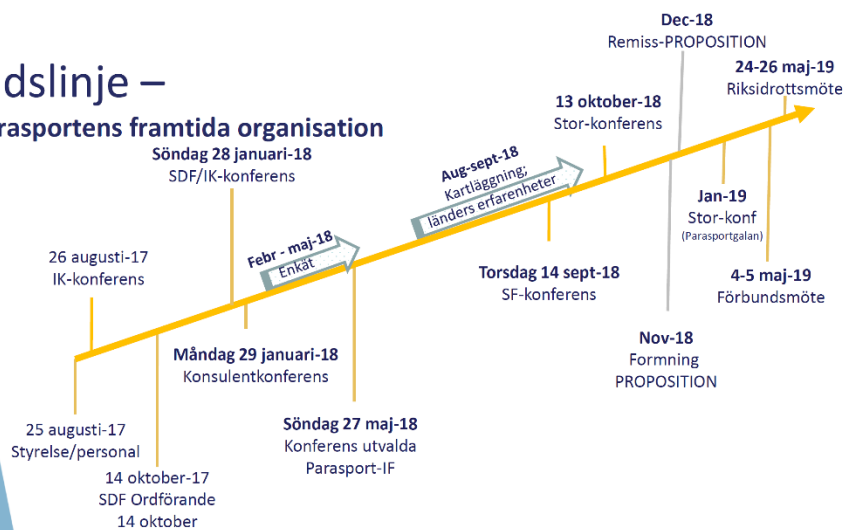 dslinje –
rasportens framtida organisation
25 augusti-17
Styrelse/personal
26 augusti-17
IK-konferens
14 oktober-17
SDF Ordförande
14 oktober
Söndag 28 januari-18
SDF/IK-konferens
Måndag 29 januari-18
Konsulentkonferens
Febr - maj-18
Enkät
Söndag 27 maj-18
Konferens utvalda
Parasport-IF
Aug-sept-18
Kartläggning;
länders erfarenheter
Torsdag 14 sept-18
SF-konferens
13 oktober-18
Stor-konferens
Nov-18
Formning
PROPOSITION
Dec-18
Remiss-PROPOSITION
Jan-19
Stor-konf
(Parasportgalan)
4-5 maj-19
Förbundsmöte
24-26 maj-19
Riksidrottsmöte